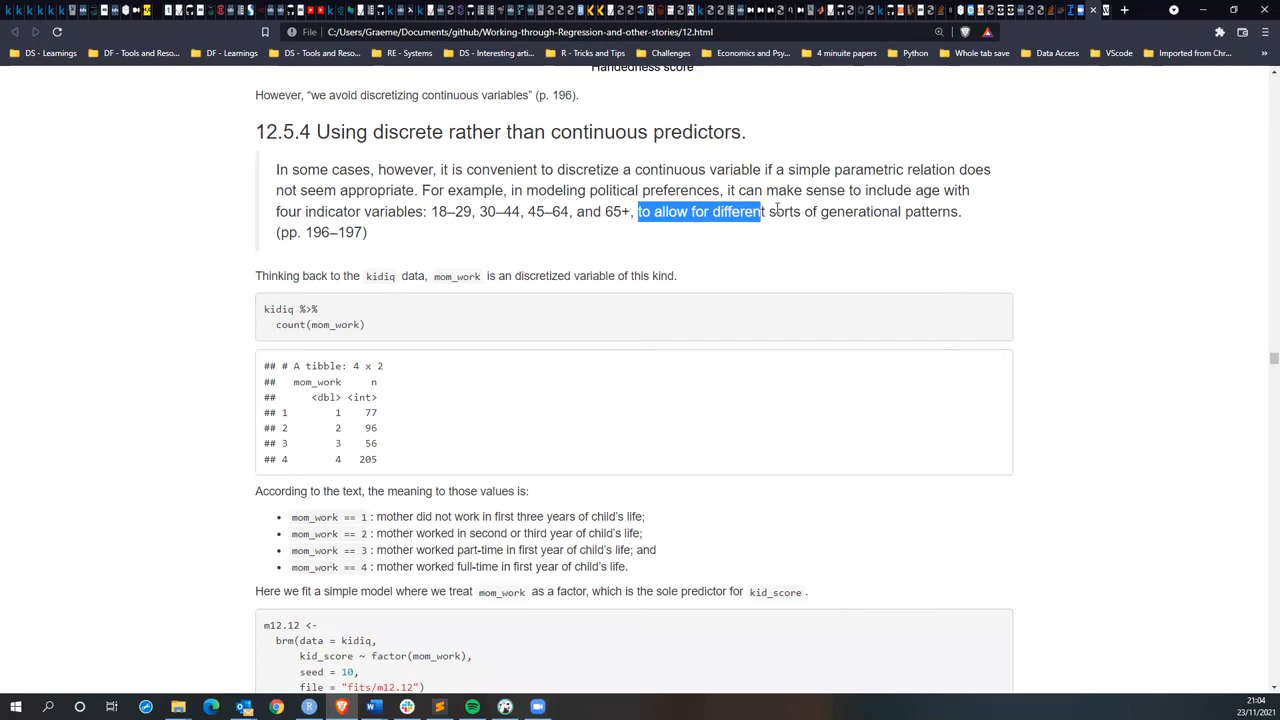 File
C:/Users/Graeme/Documents/github/Working-through-Regression-and-other-stories/12.html
DS - Learnings
DF - Tools and Resо...
DF - Learnings
DS - Tools and Reso...
RE - Systems
DS - Interesting arti...
R - Tricks and Tips
Challenges
Economics and Psy...
4 minute papers
Python
Whole tab save
Data Access
VScode
Imported from Chr...
»
Handedness score
However, “we avoid discretizing continuous variables” (p. 196).
12.5.4 Using discrete rather than continuous predictors.
In some cases, however, it is convenient to discretize a continuous variable if a simple parametric relation does
not seem appropriate. For example, in modeling political preferences, it can make sense to include age with
four indicator variables: 18–29, 30–44, 45–64, and 65+, to allow for different sorts of generational patterns.
(pp. 196–197)
Thinking back to the kidiq data, mom_work is an discretized variable of this kind.
kidiq %>%
count(mom_work)
## # A tibble: 4 x 2
##   mom_work     n
##      <dbl> <int>
## 1        1    77
## 2        2    96
## 3        3    56
## 4        4   205
According to the text, the meaning to those values is:
• mom_work == 1 : mother did not work in first three years of child’s life;
• mom_work == 2 : mother worked in second or third year of child’s life;
• mom_work == 3 : mother worked part-time in first year of child’s life; and
• mom_work == 4 : mother worked full-time in first year of child’s life.
Here we fit a simple model where we treat mom_work as a factor, which is the sole predictor for kid_score .
m12.12 <-
brm(data = kidiq,
kid_score ~ factor(mom_work),
seed = 10,
file = "fits/m12.12")
21:04
23/11/2021